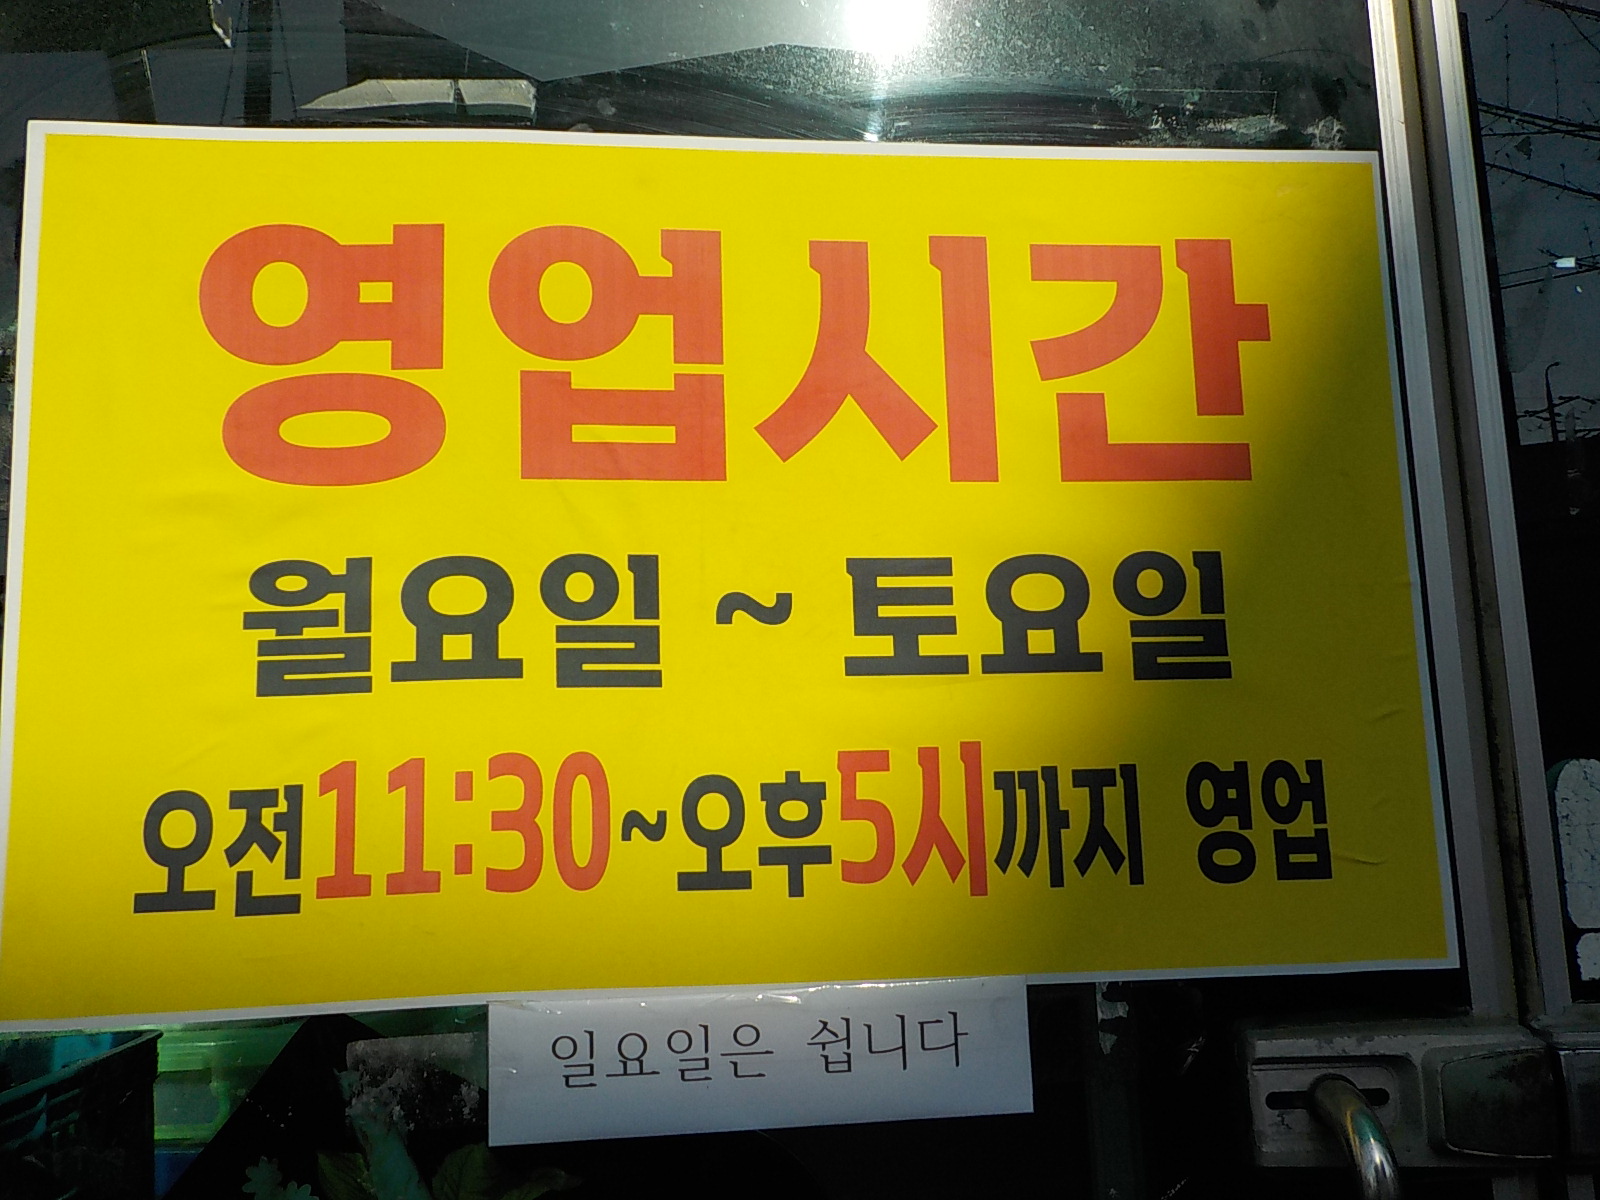 영업시간
월요일 ~ 토요일
오전11:30~오후5시까지 영업
일요일은 쉽니다